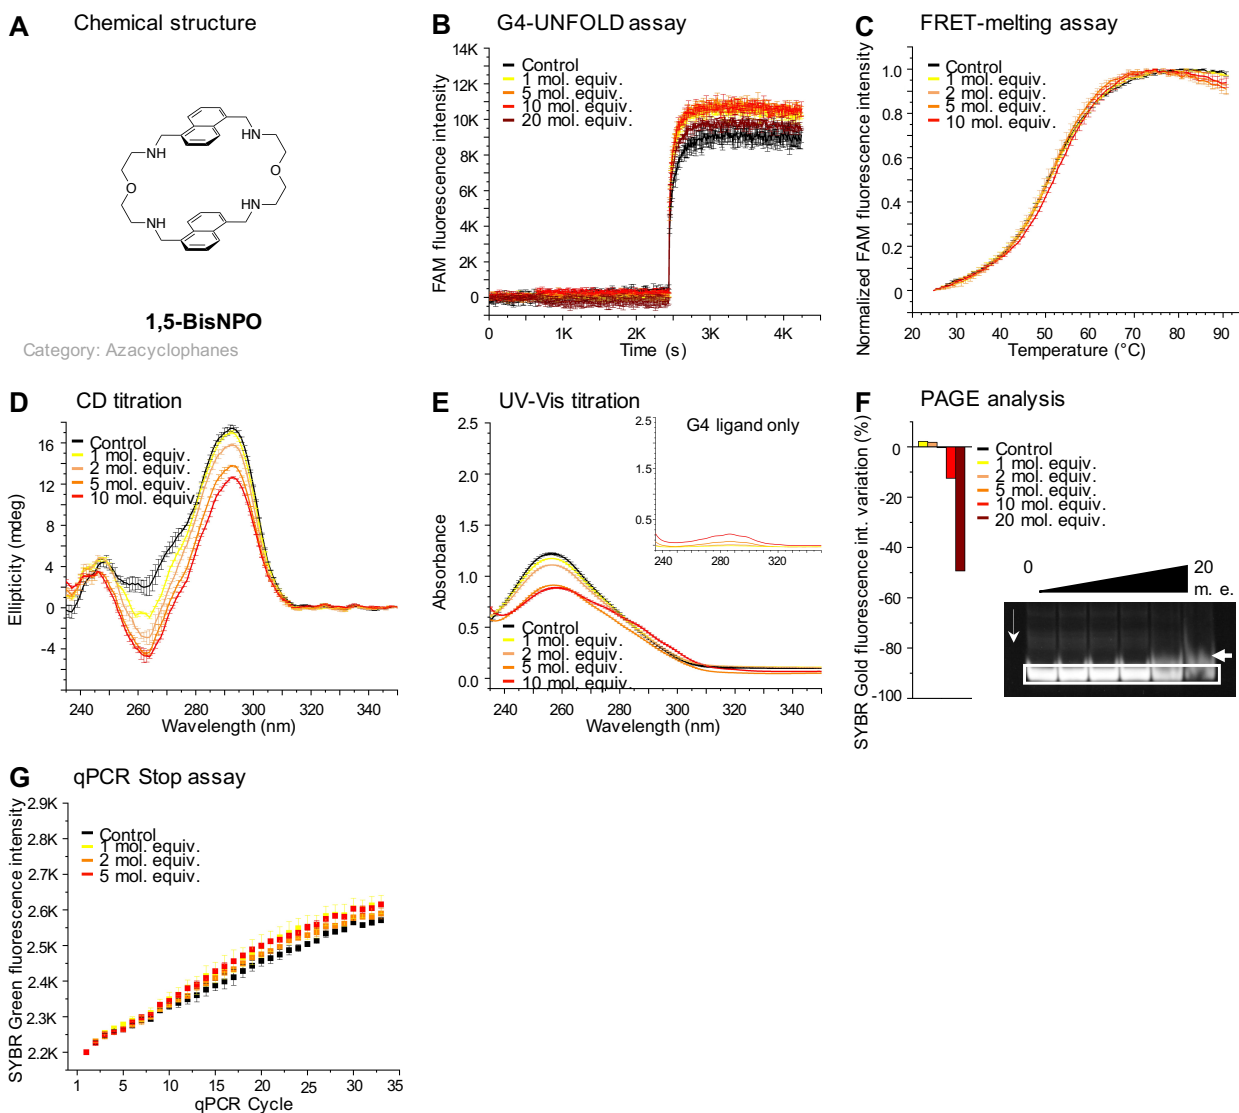 A Chemical structure
NH
HN
O
O
NH
HN
1,5-BisNPO
Category: Azacyclophanes
B G4-UNFOLD assay
FAM fluorescence intensity
14K
12K
10K
8K
6K
4K
2K
0
Control
1 mol. equiv.
5 mol. equiv.
10 mol. equiv.
20 mol. equiv.
0 1K 2K 3K 4K
Time (s)
C FRET-melting assay
Normalized FAM fluorescence intensity
1.0
0.8
0.6
0.4
0.2
0
Control
1 mol. equiv.
2 mol. equiv.
5 mol. equiv.
10 mol. equiv.
20 30 40 50 60 70 80 90
Temperature (°C)
D CD titration
Ellipticity (mdeg)
16
12
8
4
0
-4
Control
1 mol. equiv.
2 mol. equiv.
5 mol. equiv.
10 mol. equiv.
240 260 280 300 320 340
Wavelength (nm)
E UV-Vis titration
Absorbance
2.5
2.0
1.5
1.0
0.5
0.0
G4 ligand only
2.5
1.5
0.5
240 280 320
Control
1 mol. equiv.
2 mol. equiv.
5 mol. equiv.
10 mol. equiv.
240 260 280 300 320 340
Wavelength (nm)
F PAGE analysis
SYBR Gold fluorescence int. variation (%)
0
-20
-40
-60
-80
-100
Control
1 mol. equiv.
2 mol. equiv.
5 mol. equiv.
10 mol. equiv.
20 mol. equiv.
0 20
m. e.
G qPCR Stop assay
SYBR Green fluorescence intensity
2.9K
2.8K
2.7K
2.6K
2.5K
2.4K
2.3K
2.2K
Control
1 mol. equiv.
2 mol. equiv.
5 mol. equiv.
1 5 10 15 20 25 30 35
qPCR Cycle